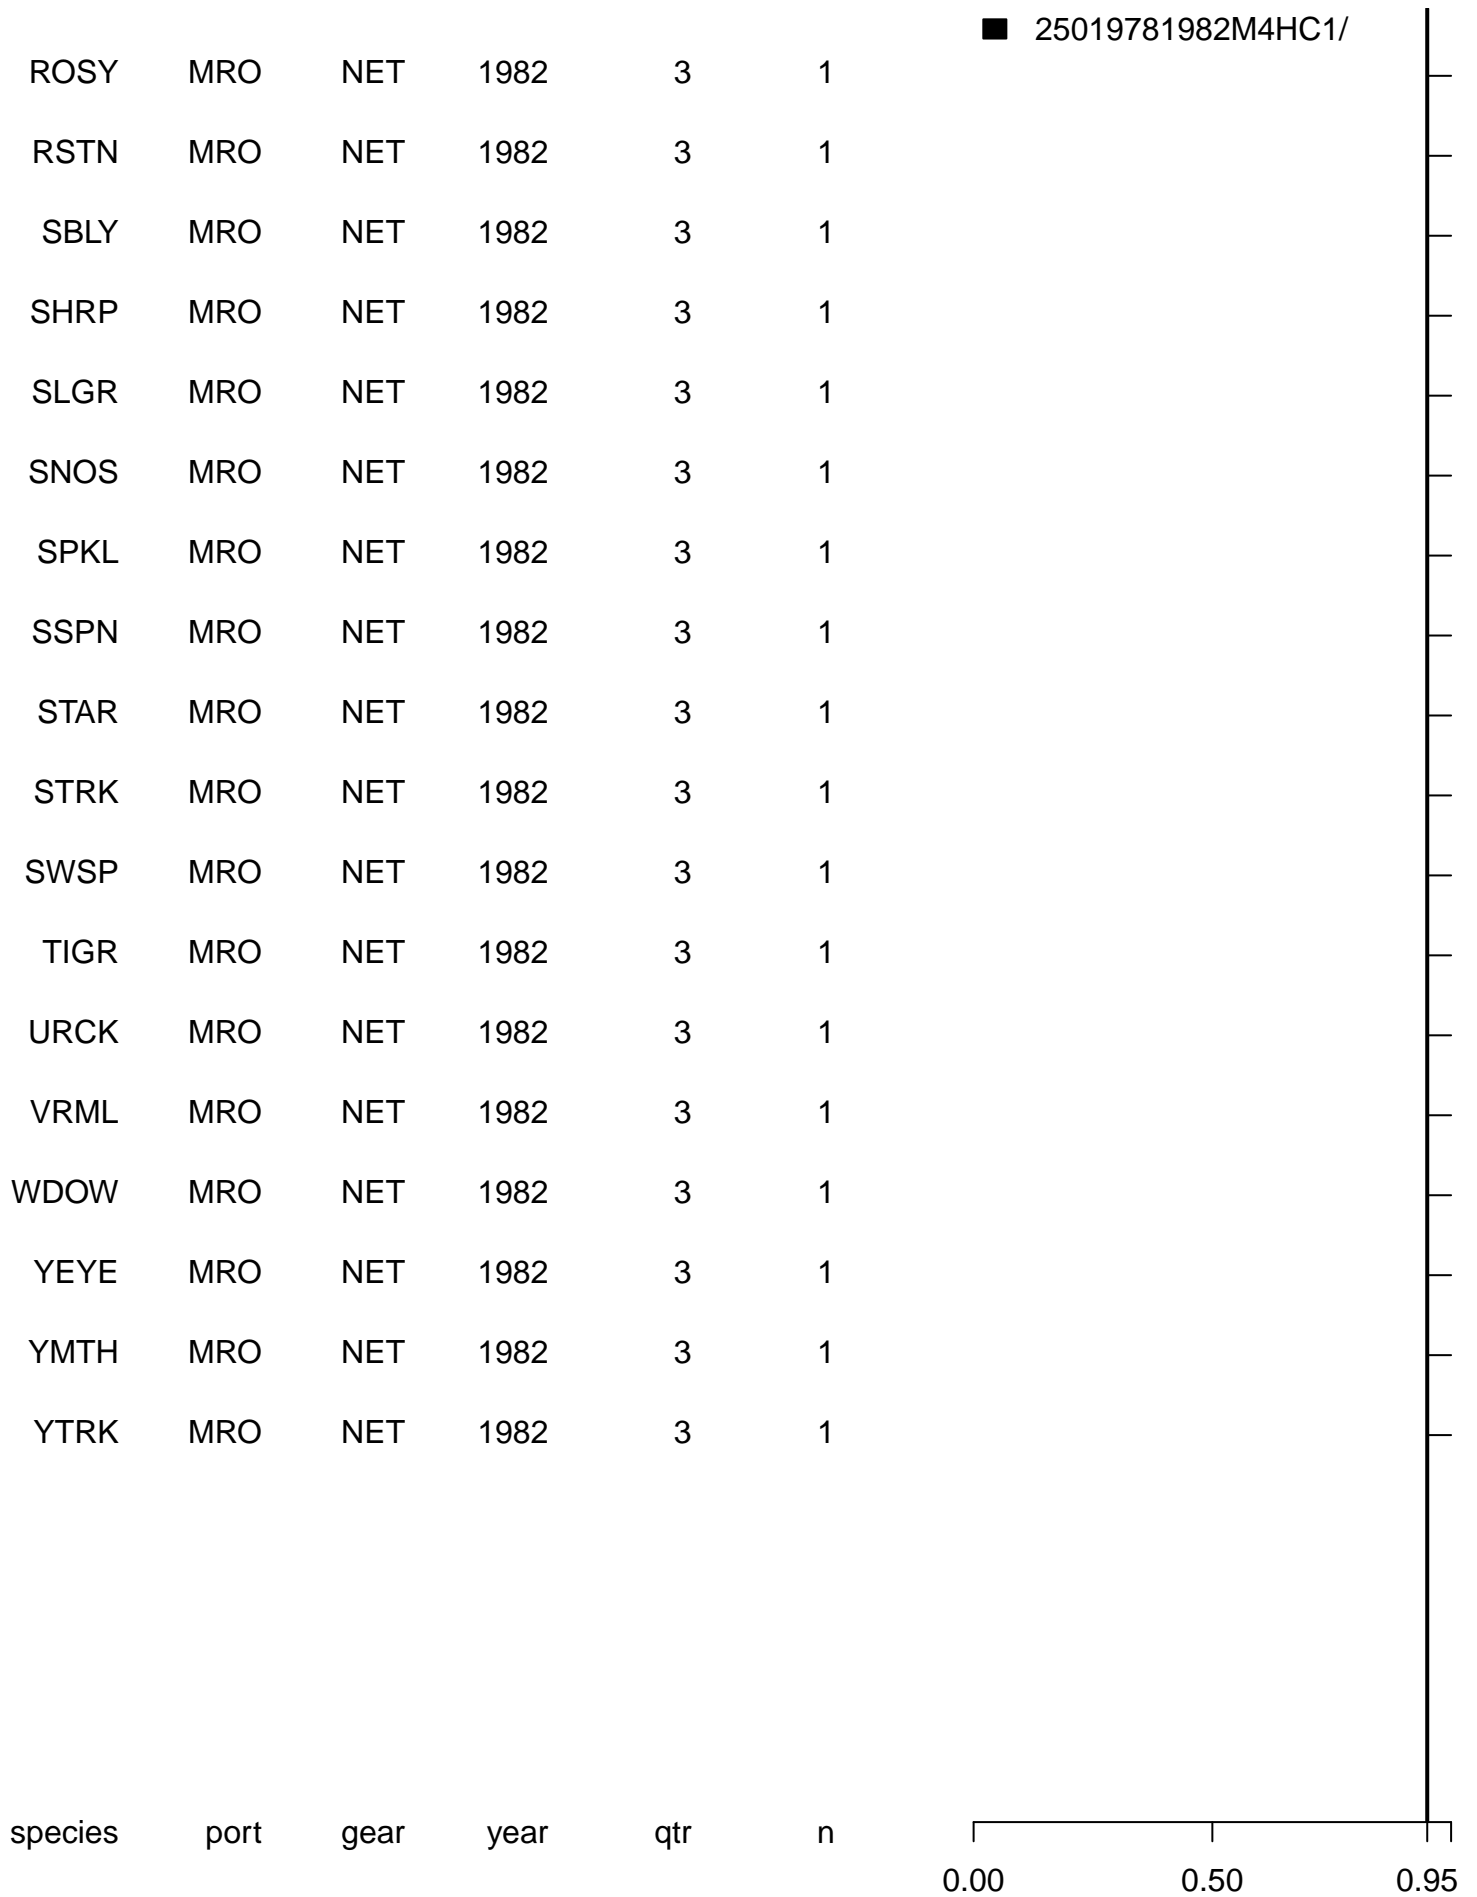 25019781982M4HC1/
ROSY MRO NET 1982 3 1
RSTN MRO NET 1982 3 1
SBLY MRO NET 1982 3 1
SHRP MRO NET 1982 3 1
SLGR MRO NET 1982 3 1
SNOS MRO NET 1982 3 1
SPKL MRO NET 1982 3 1
SSPN MRO NET 1982 3 1
STAR MRO NET 1982 3 1
STRK MRO NET 1982 3 1
SWSP MRO NET 1982 3 1
TIGR MRO NET 1982 3 1
URCK MRO NET 1982 3 1
VRML MRO NET 1982 3 1
WDOW MRO NET 1982 3 1
YEYE MRO NET 1982 3 1
YMTH MRO NET 1982 3 1
YTRK MRO NET 1982 3 1
species port gear year qtr n
0.00 0.50 0.95